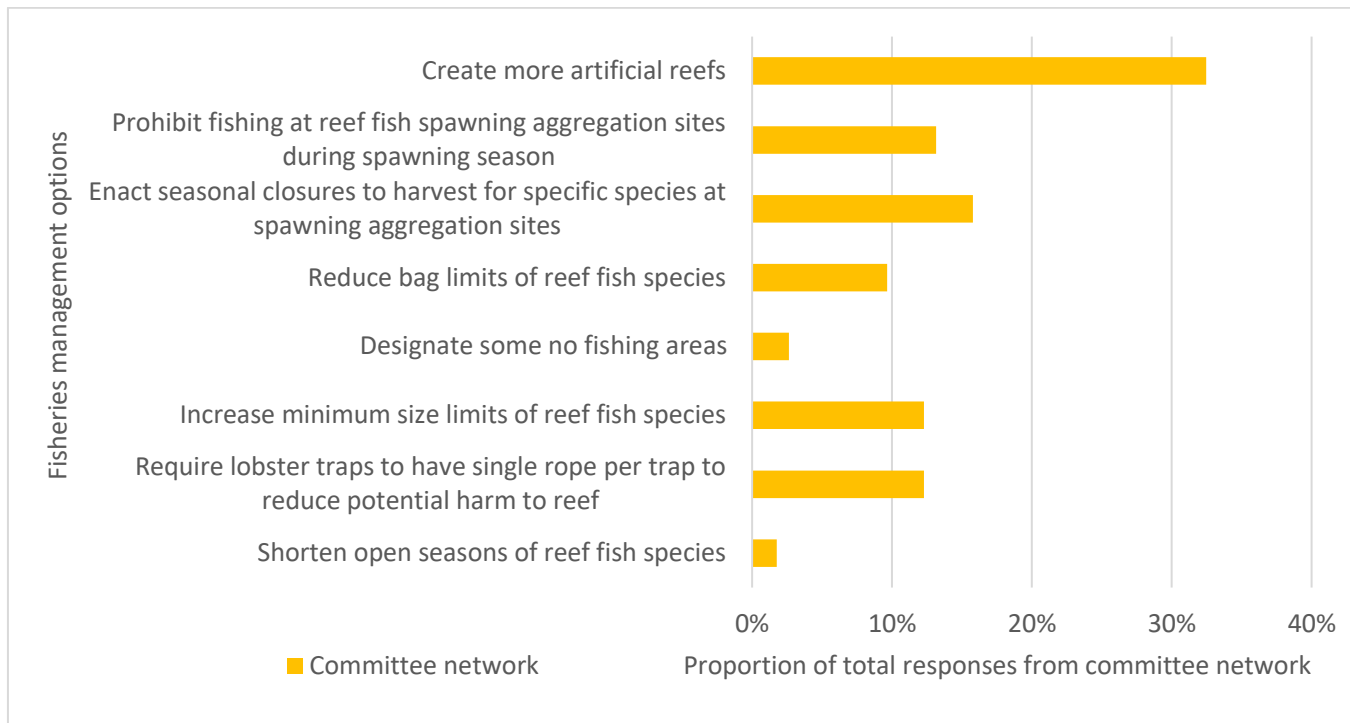 Fisheries management options
Create more artificial reefs
Prohibit fishing at reef fish spawning aggregation sites
during spawning season
Enact seasonal closures to harvest for specific species at
spawning aggregation sites
Reduce bag limits of reef fish species
Designate some no fishing areas
Increase minimum size limits of reef fish species
Require lobster traps to have single rope per trap to
reduce potential harm to reef
Shorten open seasons of reef fish species
0% 10% 20% 30% 40%
Committee network
Proportion of total responses from committee network